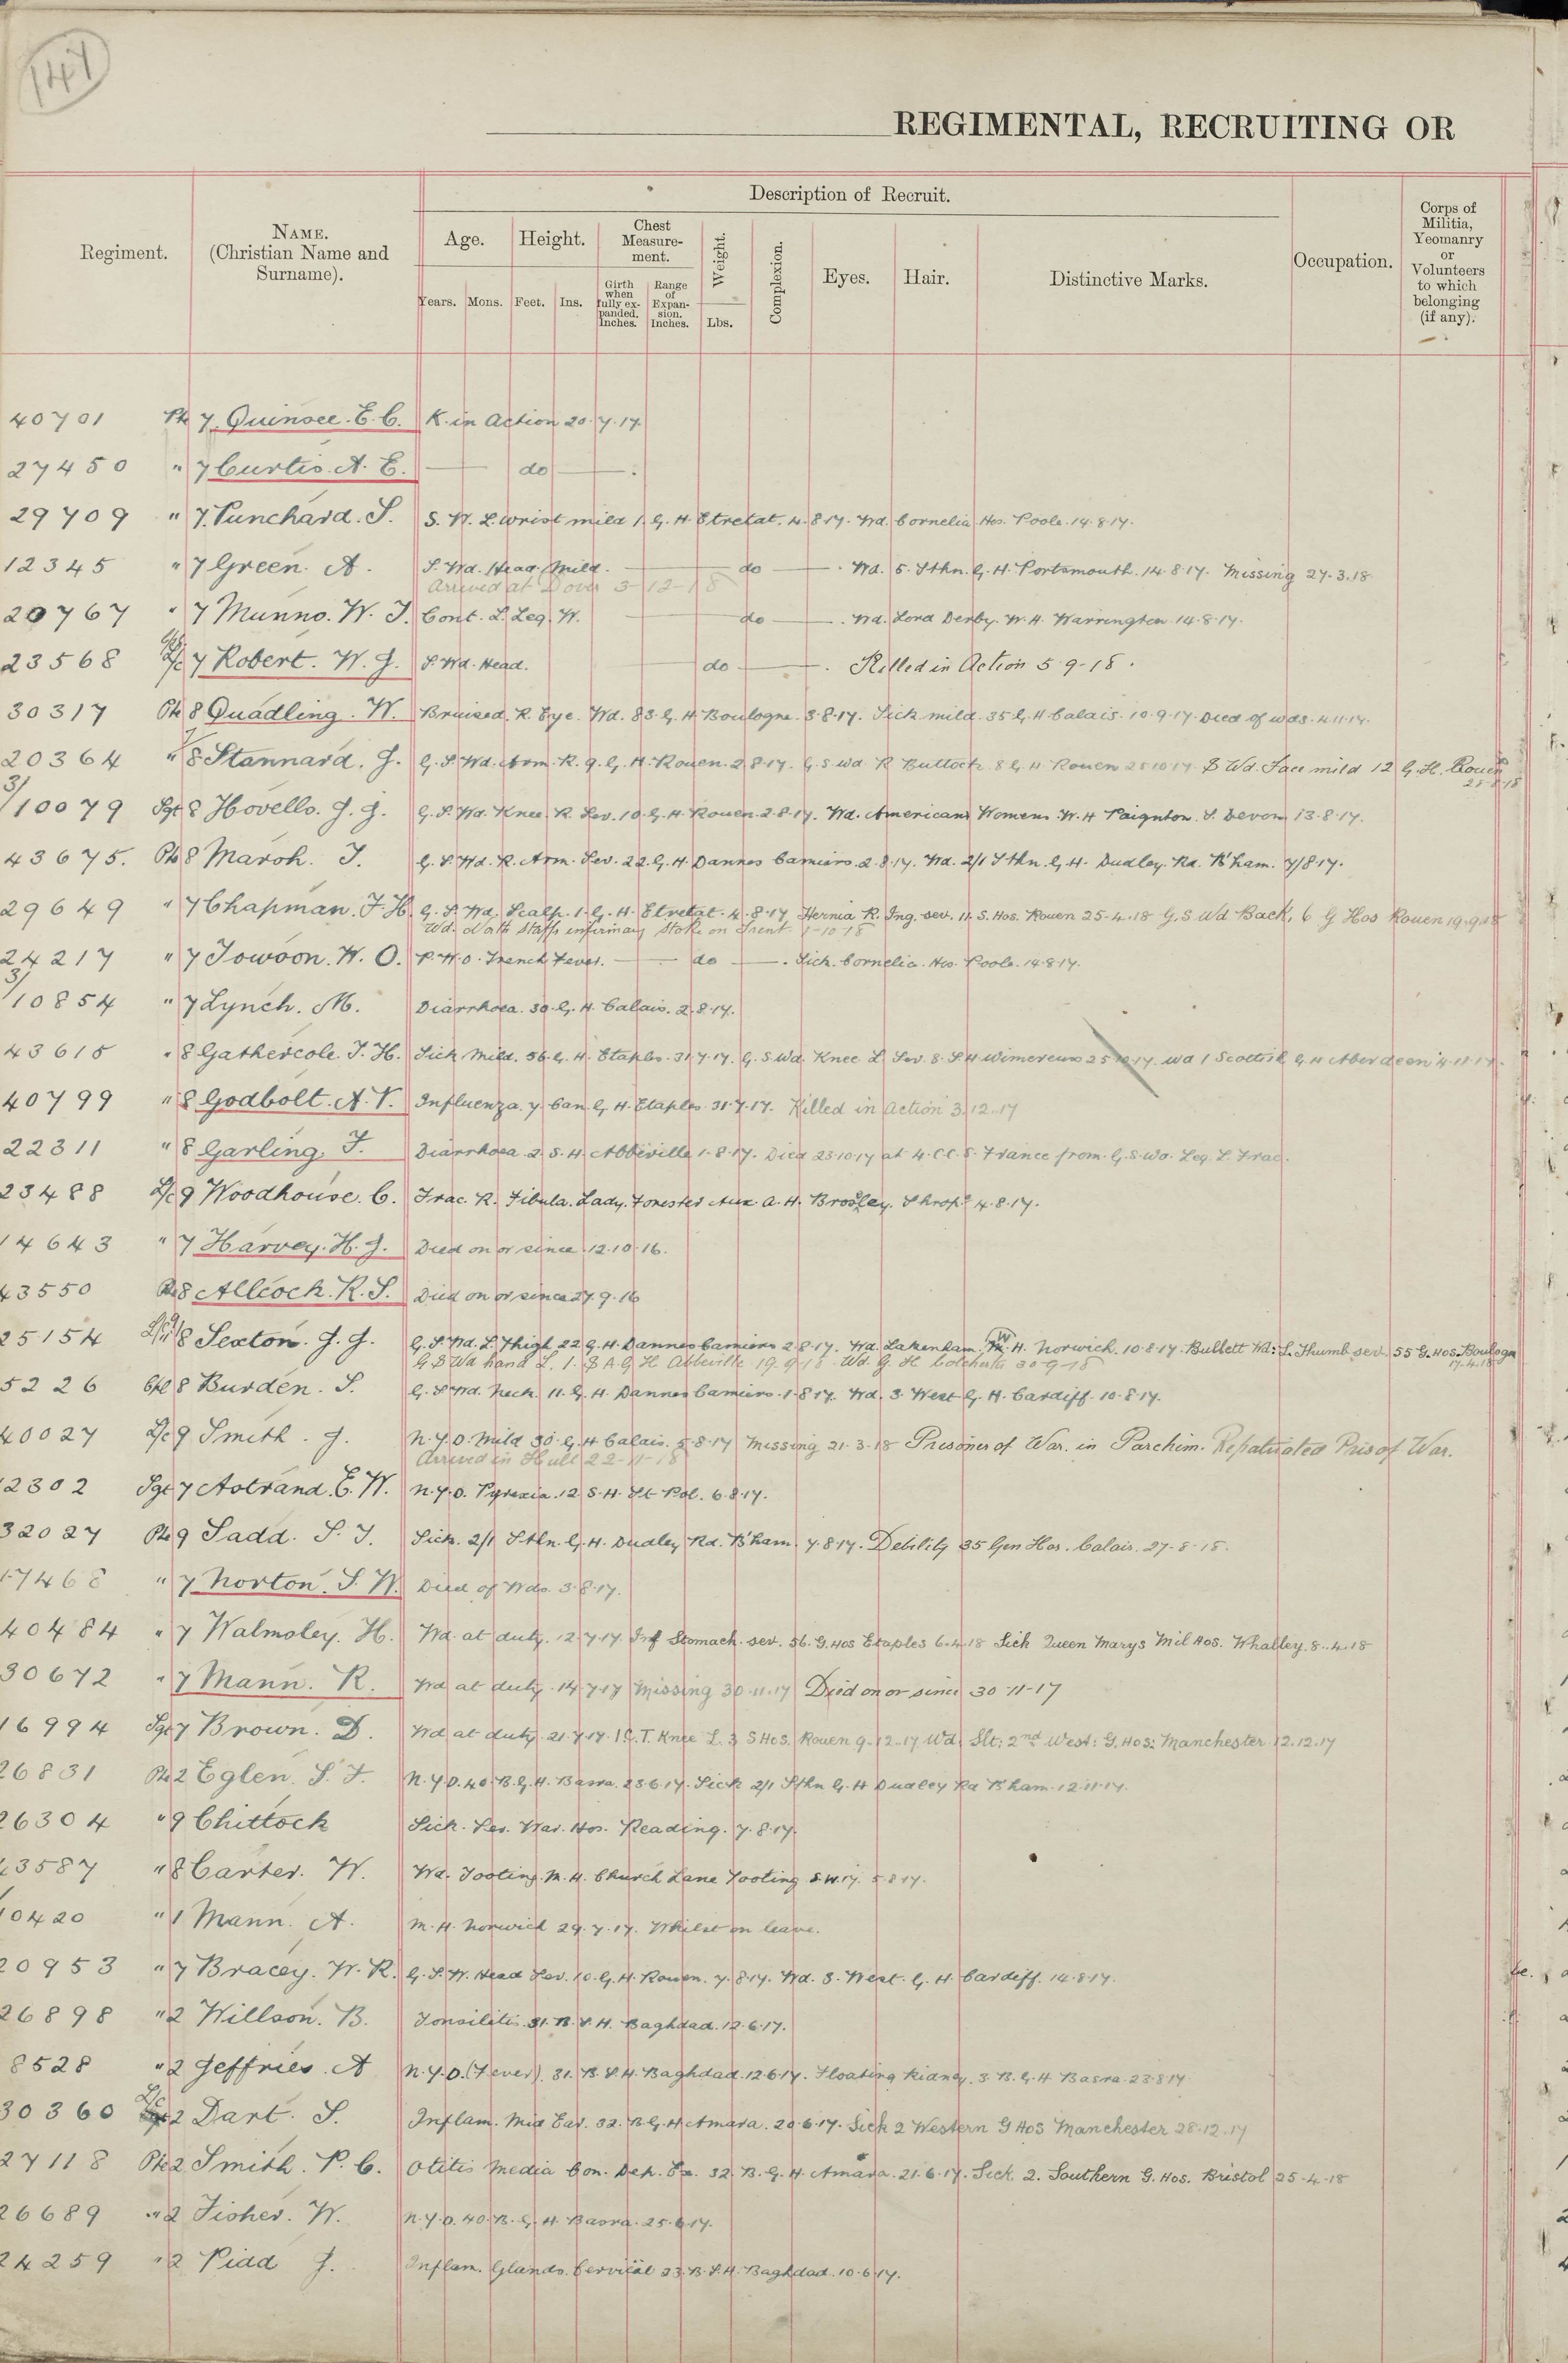 147
REGIMENTAL, RECRUITING OR
Regiment.
NAME. (Christian Name and Surname).
Description of Recruit.
Age.
Years. Mons.
Height.
Feet. Ins.
Chest Measurement.
Girth when fully expanded. Inches.
Range of Expansion. Inches.
Weight.
Lbs.
Complexion.
Eyes.
Hair.
Distinctive Marks.
Occupation.
Corps of Militia, Yeomanry or Volunteers to which belonging (if any).
40701 Pte 7 Quinsee. E. C. K. in Action 20.7.17.
27450 " 7 Curtis. A. E. do
29709 " 7. Punchard. S. S. W. L. wrist mild 1. G. H. Etretat. 4.8.17. Wd. Cornelia Hos. Poole. 14.8.17.
12345 " 7 Green. A. S. Wd. Head. Mild. do Wd. 5. Sthn. G. H. Portsmouth. 14.8.17. Missing 27.3.18
Arrived at Dover 3-12-18
20767 " 7 Munns. W. J. Cont. L. Leg. W. do Wd. Lord Derby. W. H. Warrington 14.8.17.
23568 L/c 7 Robert. W. J. S. Wd. Head. do Killed in Action 5-9-18.
30317 Pte 8 Quadling. W. Bruised. R. Eye. Wd. 83. G. H. Boulogne. 3.8.17. Sick mild. 35 G. H. Calais. 10.9.17. Died of wds. 4.11.17.
20364 " 8 Stannard. J. G. S. Wd. Arm. R. 9. G. H. Rouen. 2.8.17. G. S. Wd R Buttock 8 G. H Rouen 25.10.17. Wd. Face mild 12 G. H. Rouen
3/10079 Sgt 8 Hovells. J. J. G. S. Wd. Knee. R. Sev. 10. G. H. Rouen. 2.8.17. Wd. American Womens. W. H Paignton. S. Devon 13.8.17.
43675. Pte 8 Marsh. J. G. S. Wd. R. Arm. Sev. 22. G. H. Dannes Camiers. 2.8.17. Wd. 2/1 Sthn. G. H. Dudley. Rd. B'ham. 7/8.17.
29649 " 7 Chapman. F. H. G. S. Wd. Scalp. 1. G. H. Etretat. 4.8.17. Hernia R. Ing. sev. 11. S. Hos. Rouen 25-4-18 G. S Wd Back, 6 G Hos Rouen 19.9.18
Wd. North Staffs infirmary Stoke on Trent 1-10-18
24217 " 7 Jowson. W. O. P. U. O. Trench Fever. do Sick. Cornelia. Hos. Poole. 14.8.17.
3/10854 " 7 Lynch. M. Diarrhoea. 30. G. H. Calais. 2.8.17.
43615 " 8 Gathercole. J. H. Sick Mild. 56. G. H. Etaples. 31.7.17. G. S Wd Knee L Sev. 8. S H Wimereux 25.10.17. Wd 1 Scottish G H Aberdeen 4.11.17.
40799 " 8 Godbolt. A. V. Influenza. 7 Can. G. H. Etaples. 31.7.17. Killed in Action 3.12.17
22311 " 8 Garling. F. Diarrhoea. 2. S. H. Abbeville 1.8.17. Died 23.10.17 at 4. C. C. S. France from G. S. Wd. Leg. L. Frac.
23488 L/c 9 Woodhouse. C. Frac. R. Fibula. Lady. Forester Aux. A. H. Brosley. Shrops 4.8.17.
14643 " 7 Harvey. H. J. Died on or since 12.10.16.
43550 Pte 8 Allcock. R. S. Died on or since 27.9.16
25154 8 Sexton. J. J. G. S. Wd. L. Thigh 22 G. H. Dannes Camiers 2.8.17. Wd. Lakenham. W H. Norwich. 10.8.17. Bullett Wd: L. Thumb sev. 55 G. Hos. Boulogn 17.4.18
G S Wd hand L. 1. S A G H Abbeville 19.9.18 Wd. G. H Colchester 30-9-18
5226 Cpl 8 Burden. S. G. S. Wd. Neck. 11. G. H. Dannes Camiers. 1.8.17. Wd. 3. West G. H. Cardiff. 10.8.17.
40027 L/c 9 Smith. J. N. Y. D. Mild 30. G. H Calais. 5.8.17 Missing 21-3-18 Prisoner of War. in Parchim. Repatriated Pris of War.
Arrived in Hull 22-11-18
12302 Sgt 7 Astrand. E. W. N. Y. D. Pyrexia. 12. S. H. St Pol. 6.8.17.
32027 Pte 9 Sadd. S. J. Sick. 2/1 Sthn. G. H. Dudley Rd. B'ham. 7.8.17. Debility 35 Gen Hos. Calais. 27-8-18.
17468 " 7 Norton. S. W. Died of Wds. 3.8.17.
40484 " 7 Walmsley. H. Wd. at duty. 12.7.17 Inf Stomach. sev. 56. G. Hos Etaples 6.4.18 Sick Queen Marys Mil Hos. Whalley. 8.4.18
30672 " 7 Mann. R. Wd at duty. 14.7.17 Missing 30.11.17 Died on or since 30-11-17
16994 Sgt 7 Brown. D. Wd at duty. 21.7.17. I. C. T. Knee L. 3 S Hos. Rouen 9.12.17 Wd. Slt: 2nd West: G. Hos: Manchester. 12.12.17
26831 Pte 2 Eglen. S. F. N. Y. D. 40. B. G. H. Basra. 23.6.17. Sick 2/1 Sthn G. H Dudley Rd B'ham. 12.11.17.
26304 " 9 Chittock Sick. Res. War. Hos. Reading. 7.8.17.
43587 " 8 Carter. W. Wd. Tooting. M. H. Church Lane Tooting S.W.17. 5.8.17.
10420 " 1 Mann. A. M. H. Norwich 29.7.17. Whilst on leave.
20953 " 7 Bracey. W. R. G. S. W. Head Sev. 10. G. H. Rouen. 7.8.17. Wd. 3. West. G. H. Cardiff. 14.8.17.
26898 " 2 Willson. B. Tonsilitis. 31. B. S. H. Baghdad. 12.6.17.
8528 " 2 Jeffries. A N. Y. D. (Fever). 31. B. S. H. Baghdad. 12.6.17. Floating Kidney. 3. B. G. H Basra. 23.8.17
30360 L/c 2 Dart. S. Inflam. Mid Ear. 32. B. G. H Amara. 20.6.17. Sick 2 Western G Hos Manchester 28.12.17
27118 Pte 2 Smith. P. C. Otitis Media Con. Dep. Ex. 32. B. G. H. Amara. 21.6.17. Sick. 2. Southern G. Hos. Bristol 25-4-18
26689 " 2 Fisher. W. N. Y. D. 40. B. G. H. Basra. 25.6.17.
24259 " 2 Pidd J. Inflam. Glands. Cervical 23. B. S. H. Baghdad. 10.6.17.